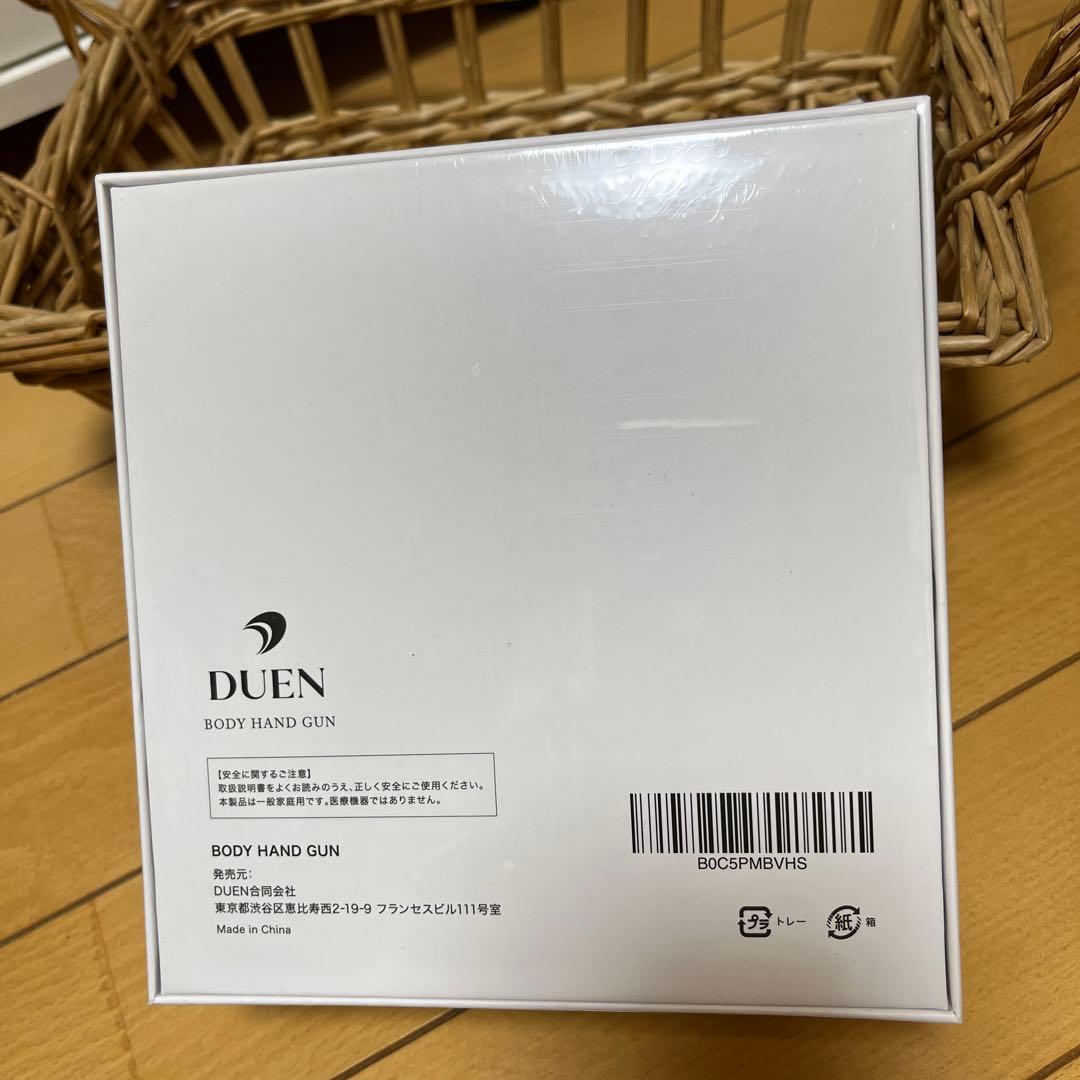 DUEN
BODY HAND GUN
【安全に関するご注意】
取扱説明書をよくお読みのうえ、正しく安全にご使用ください。
本製品は一般家庭用です。医療機器ではありません。
BODY HAND GUN
発売元:
DUEN合同会社
東京都渋谷区恵比寿西2-19-9 フランセスビル111号室
Made in China
B0C5PMBVHS
プラ トレー 紙 箱